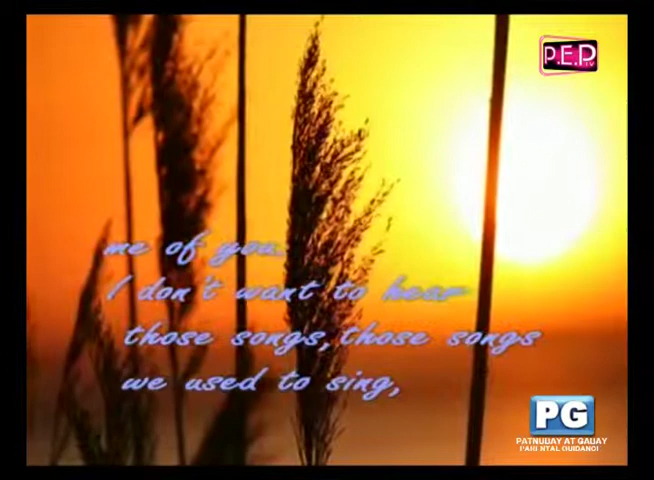 P.E.P
TV
me of you.
I don't want to hear
those songs, those songs
we used to sing,
PG
PATNUBAY AT GABAY